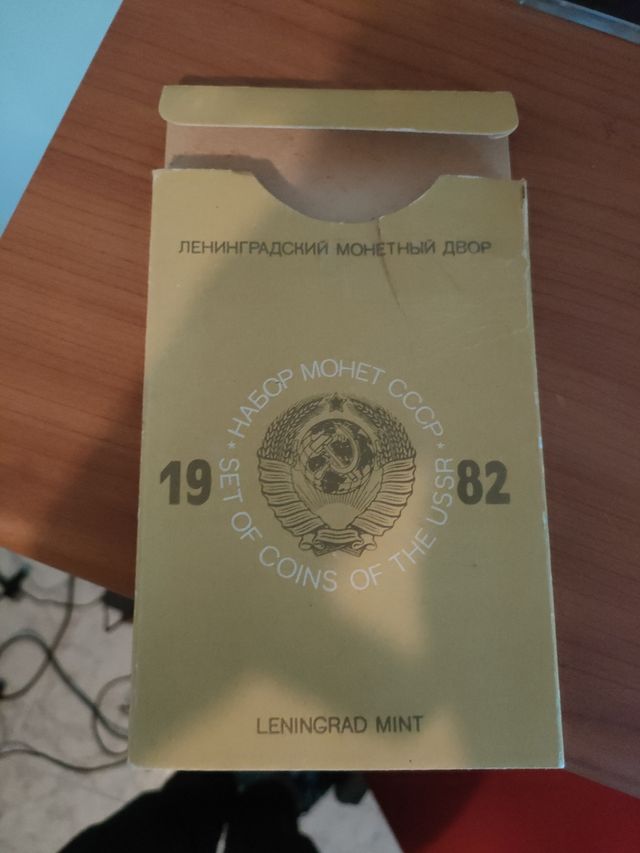 ЛЕНИНГРАДСКИЙ МОНЕТНЫЙ ДВОР
* НАБОР МОНЕТ СССР *
19 82
SET OF COINS OF THE USSR
LENINGRAD MINT